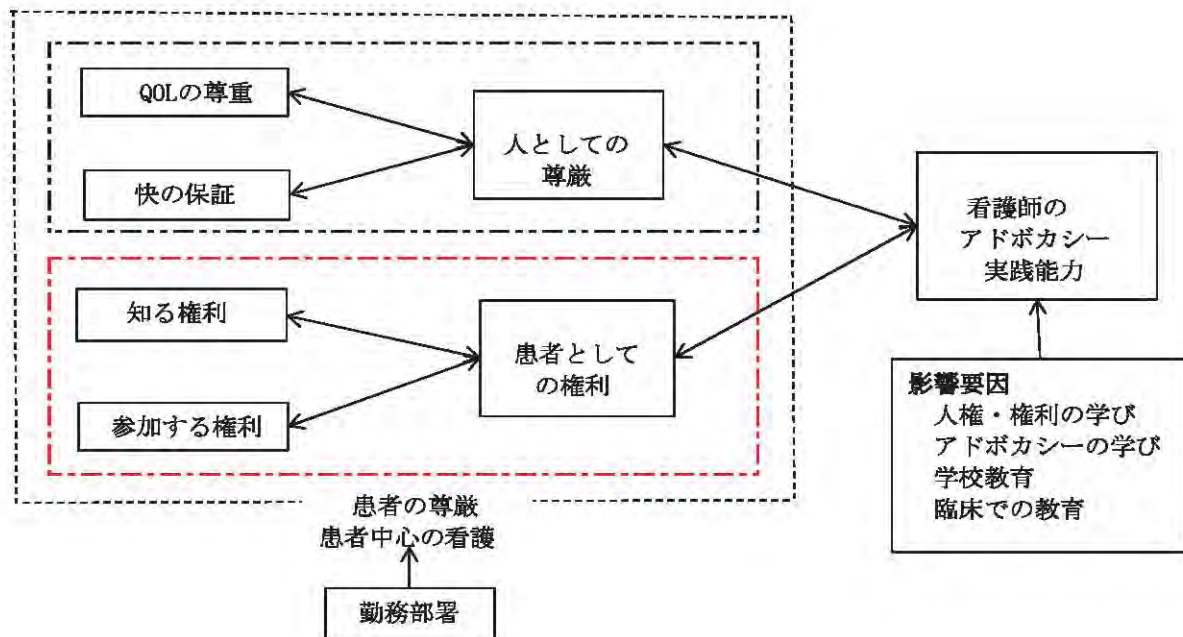 QOLの尊重
快の保証
人としての
尊厳
知る権利
参加する権利
患者として
の権利
患者の尊厳
患者中心の看護
勤務部署
看護師の
アドボカシー
実践能力
影響要因
人権・権利の学び
アドボカシーの学び
学校教育
臨床での教育